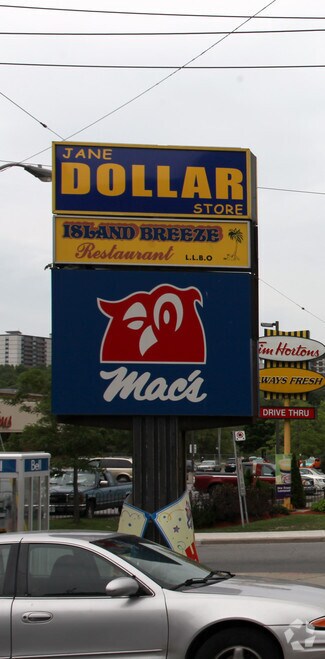 JANE
DOLLAR
STORE
ISLAND BREEZE
Restaurant L.L.B.O
Mac's
Tim Hortons
ALWAYS FRESH
DRIVE THRU
Bell